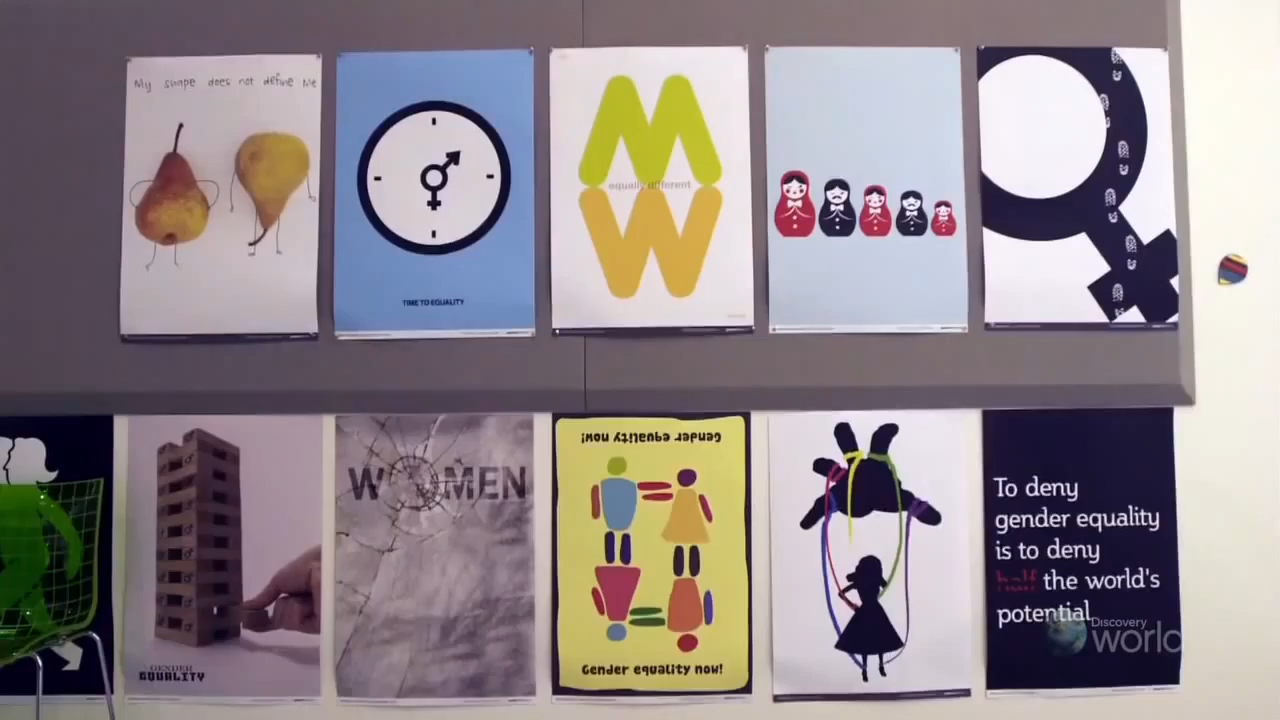 My shape does not define Me
TIME TO EQUALITY
M
equally different
W
Gender equality now!
WOMEN
GENDER
EQUALITY
Gender equality now!
To deny
gender equality
is to deny
half the world's
potential
Discovery
world